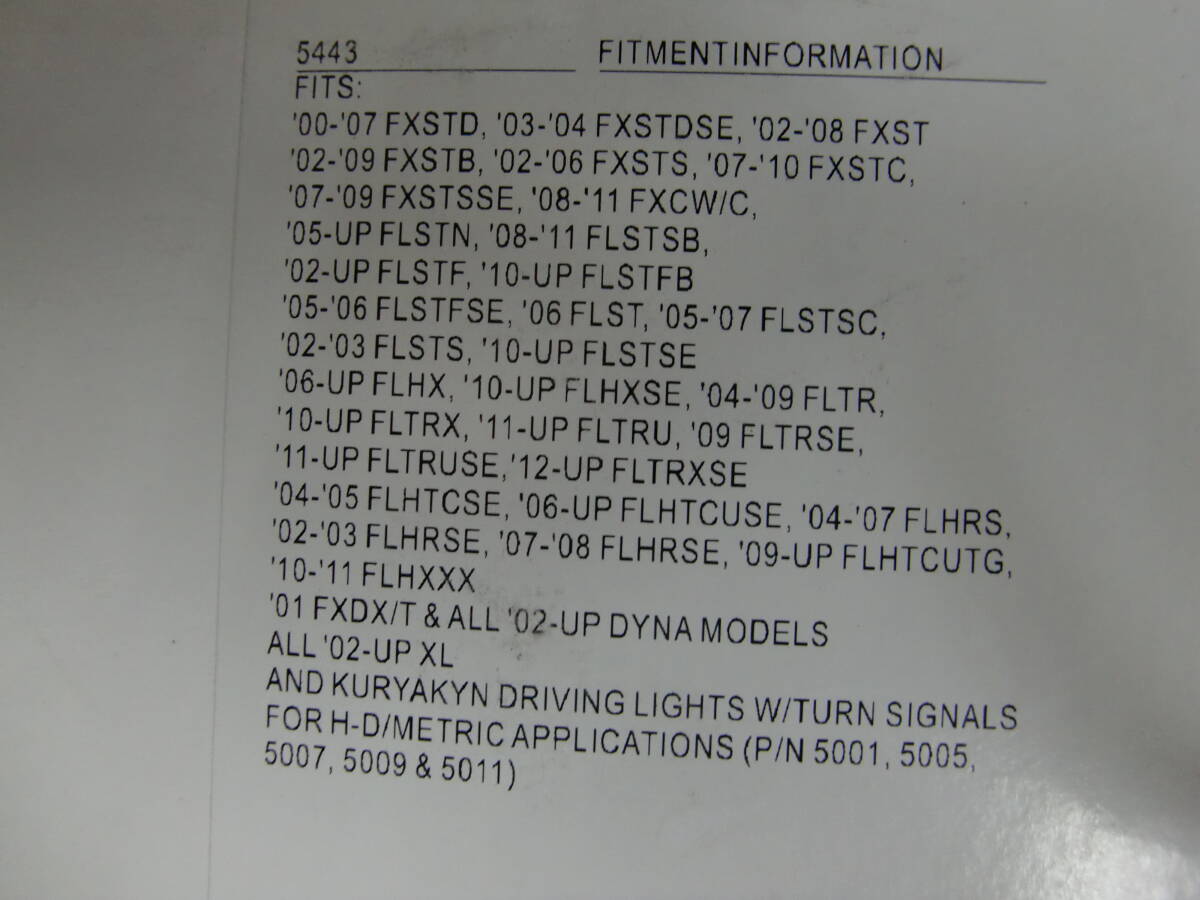 5443 FITMENTINFORMATION
FITS:
'00-'07 FXSTD, '03-'04 FXSTDSE, '02-'08 FXST
'02-'09 FXSTB, '02-'06 FXSTS, '07-'10 FXSTC,
'07-'09 FXSTSSE, '08-'11 FXCW/C,
'05-UP FLSTN, '08-'11 FLSTSB,
'02-UP FLSTF, '10-UP FLSTFB
'05-'06 FLSTFSE, '06 FLST, '05-'07 FLSTSC,
'02-'03 FLSTS, '10-UP FLSTSE
'06-UP FLHX, '10-UP FLHXSE, '04-'09 FLTR,
'10-UP FLTRX, '11-UP FLTRU, '09 FLTRSE,
'11-UP FLTRUSE,'12-UP FLTRXSE
'04-'05 FLHTCSE, '06-UP FLHTCUSE, '04-'07 FLHRS,
'02-'03 FLHRSE, '07-'08 FLHRSE, '09-UP FLHTCUTG,
'10-'11 FLHXXX
'01 FXDX/T & ALL '02-UP DYNA MODELS
ALL '02-UP XL
AND KURYAKYN DRIVING LIGHTS W/TURN SIGNALS
FOR H-D/METRIC APPLICATIONS (P/N 5001, 5005,
5007, 5009 & 5011)